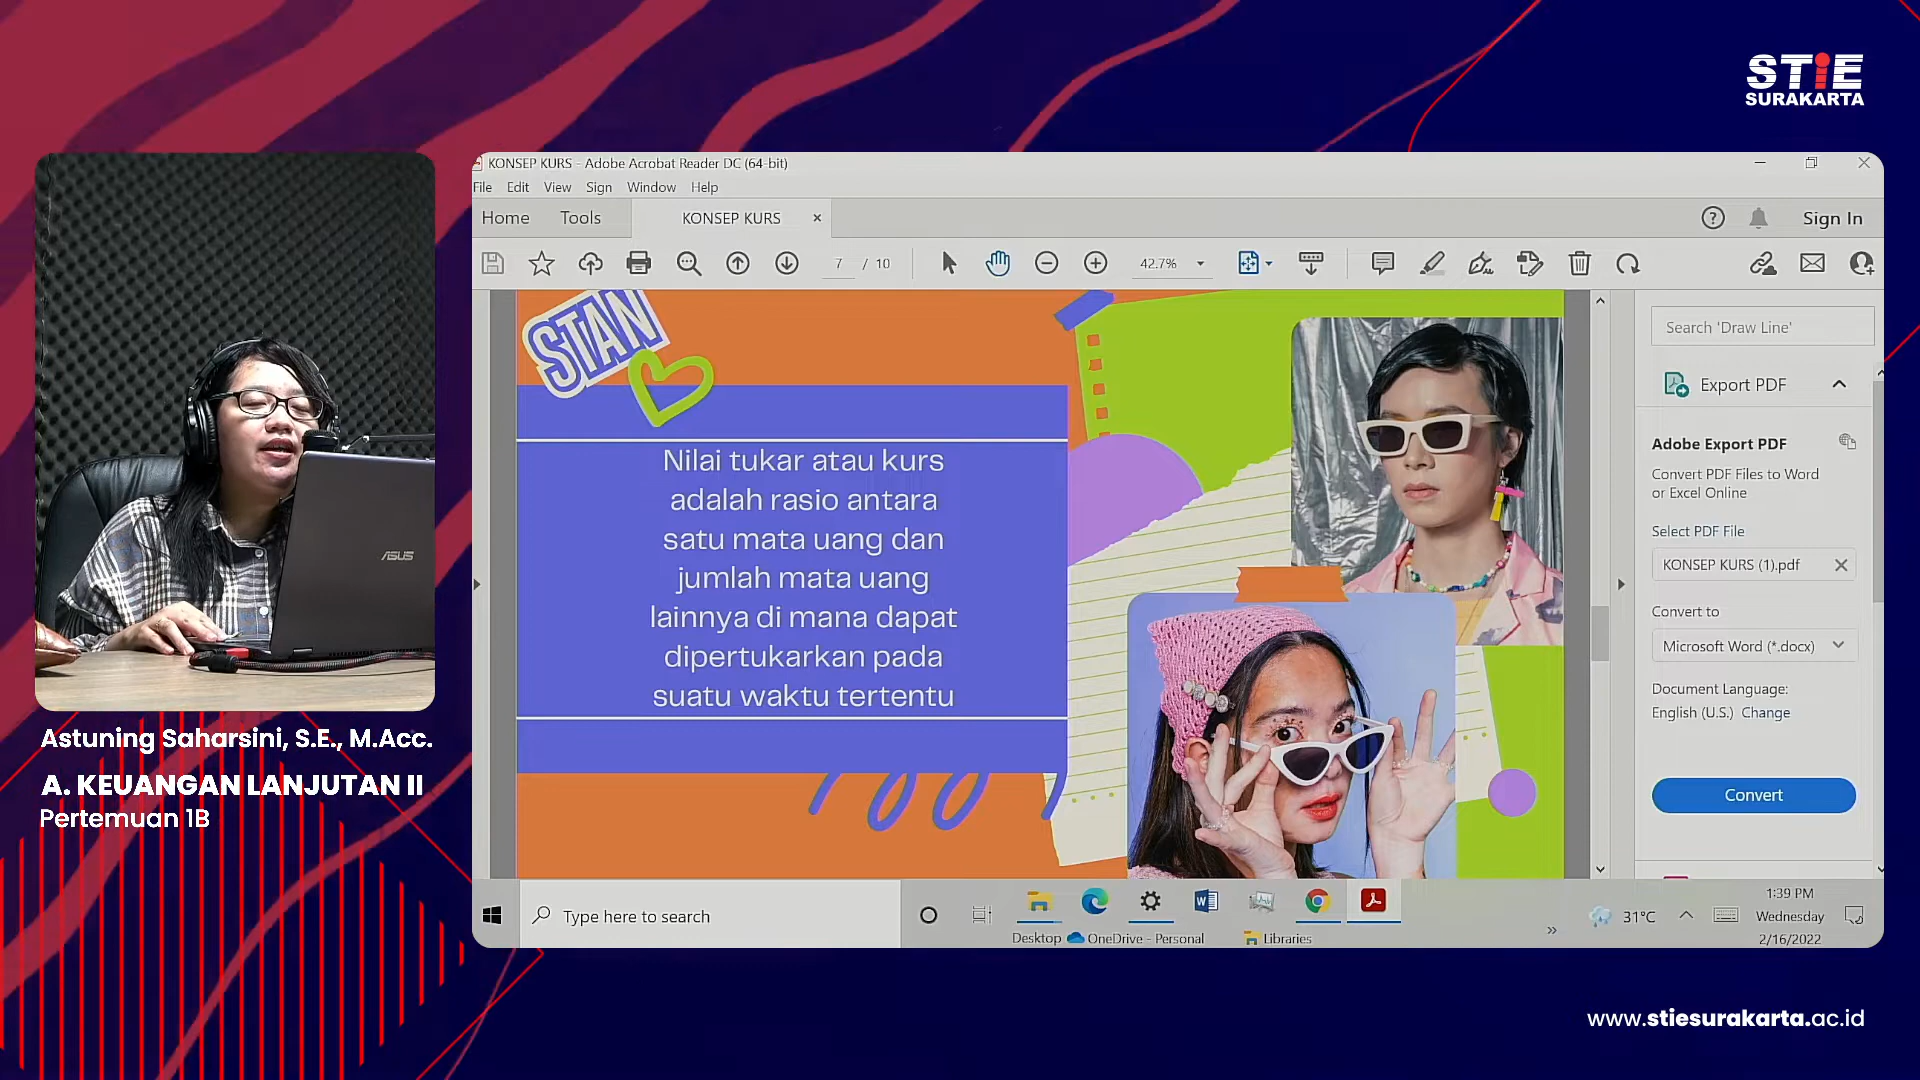 STiE
SURAKARTA
KONSEP KURS - Adobe Acrobat Reader DC (64-bit)
File Edit View Sign Window Help
Home Tools KONSEP KURS Sign In
7 / 10 42.7%
STAN
Nilai tukar atau kurs
adalah rasio antara
satu mata uang dan
jumlah mata uang
lainnya di mana dapat
dipertukarkan pada
suatu waktu tertentu
Search 'Draw Line'
Export PDF
Adobe Export PDF
Convert PDF Files to Word
or Excel Online
Select PDF File
KONSEP KURS (1).pdf
Convert to
Microsoft Word (*.docx)
Document Language:
English (U.S.) Change
Convert
ASUS
Astuning Saharsini, S.E., M.Acc.
A. KEUANGAN LANJUTAN II
Pertemuan 1B
Type here to search
Desktop OneDrive - Personal Libraries
31°C
1:39 PM
Wednesday
2/16/2022
www.stiesurakarta.ac.id